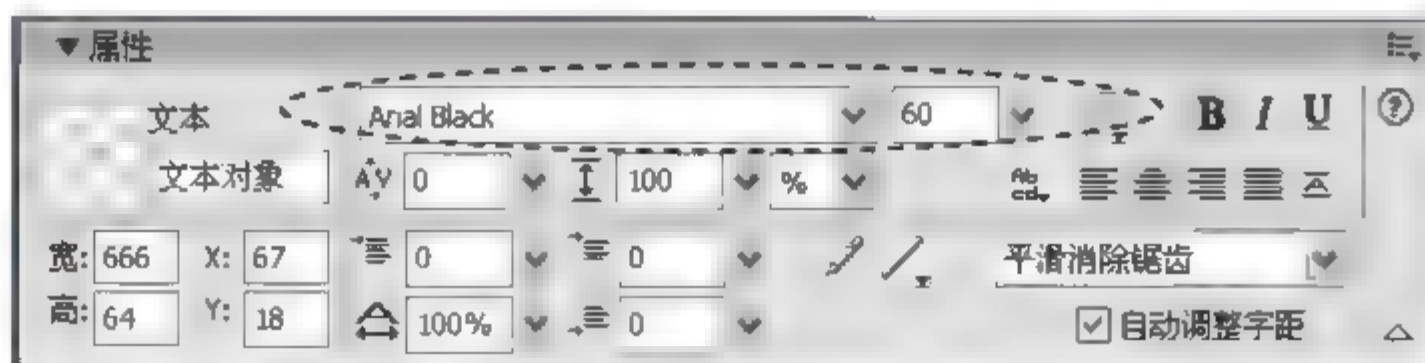 属性
文本 Arial Black 60 B I U
文本对象 0 100 %
宽: 666 X: 67 0 0 平滑消除锯齿
高: 64 Y: 18 100% 0 自动调整字距